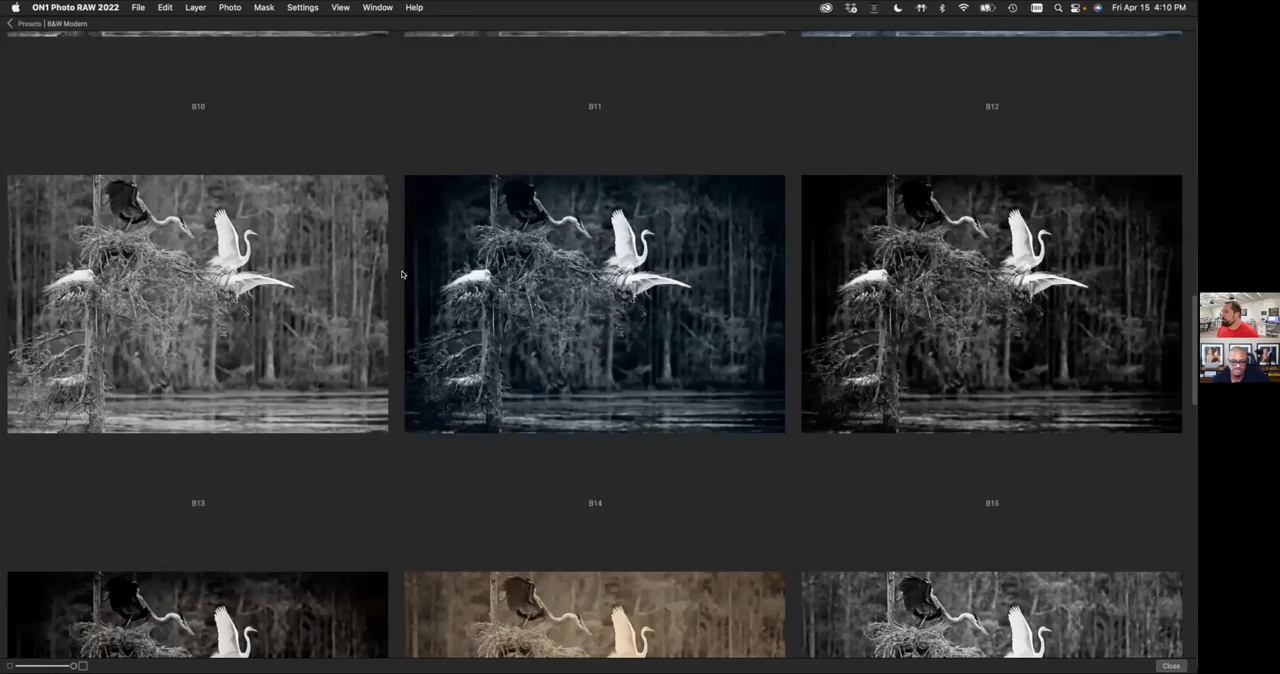 ON1 Photo RAW 2022 File Edit Layer Photo Mask Settings View Window Help Fri Apr 15 4:10 PM
Presets | B&W Modern
B10 B11 B12
B13 B14 B15
Close